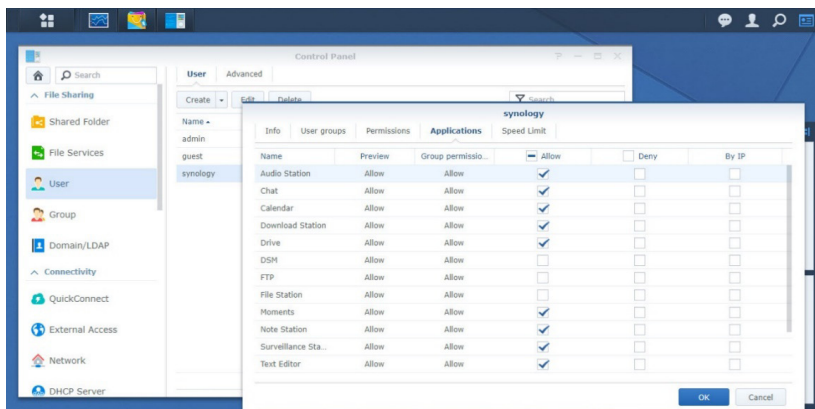 Control Panel
Search
File Sharing
Shared Folder
File Services
User
Group
Domain/LDAP
Connectivity
QuickConnect
External Access
Network
DHCP Server
User Advanced
Create Edit Delete Search
Name
admin
guest
synology
synology
Info User groups Permissions Applications Speed Limit
Name Preview Group permissio... Allow Deny By IP
Audio Station Allow Allow
Chat Allow Allow
Calendar Allow Allow
Download Station Allow Allow
Drive Allow Allow
DSM Allow Allow
FTP Allow Allow
File Station Allow Allow
Moments Allow Allow
Note Station Allow Allow
Surveillance Sta... Allow Allow
Text Editor Allow Allow
OK Cancel